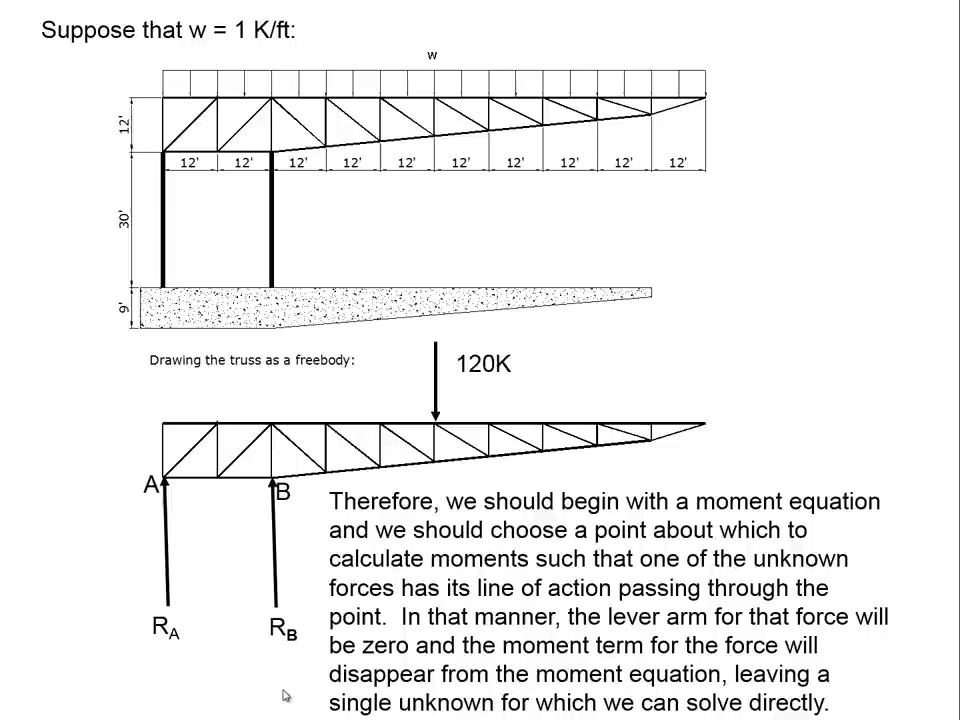 Suppose that w = 1 K/ft:
w
12'
12' 12' 12' 12' 12' 12' 12' 12' 12' 12'
30'
9'
Drawing the truss as a freebody:
120K
A
B
Therefore, we should begin with a moment equation
and we should choose a point about which to
calculate moments such that one of the unknown
forces has its line of action passing through the
point. In that manner, the lever arm for that force will
be zero and the moment term for the force will
disappear from the moment equation, leaving a
single unknown for which we can solve directly.
RA
RB